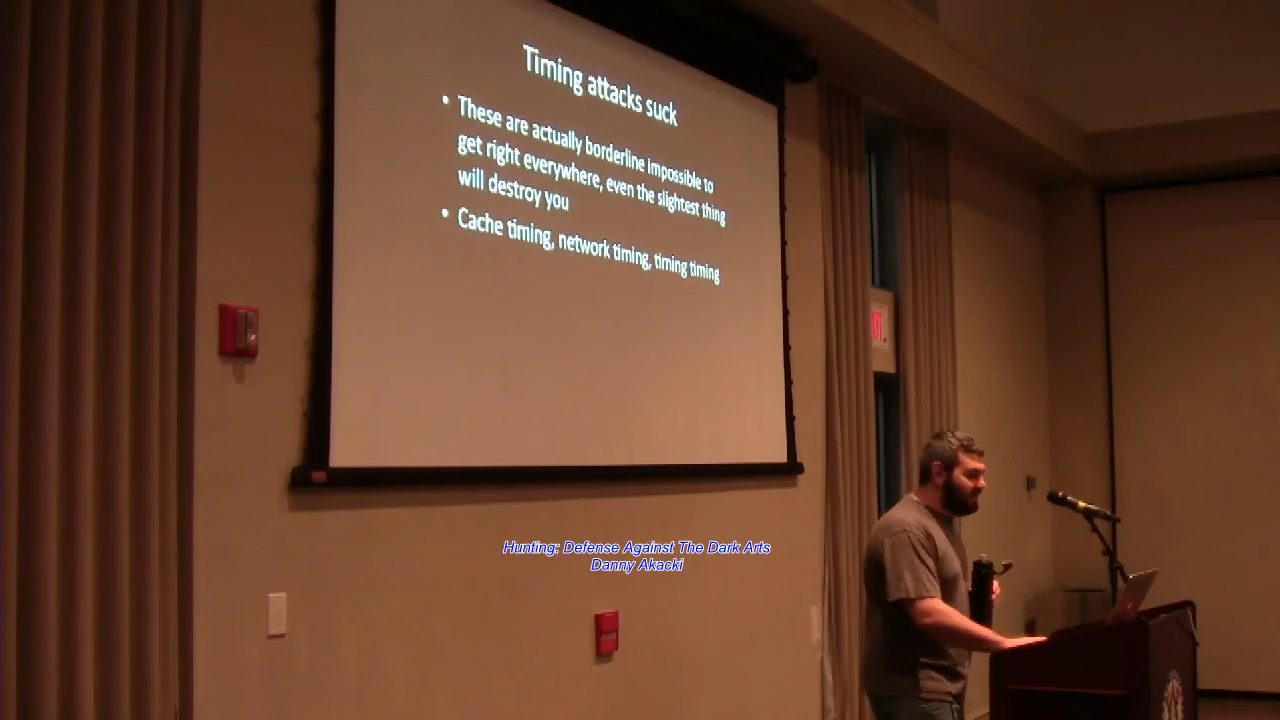 Timing attacks suck
• These are actually borderline impossible to
get right everywhere, even the slightest thing
will destroy you
• Cache timing, network timing, timing timing
Hunting: Defense Against The Dark Arts
Danny Akacki